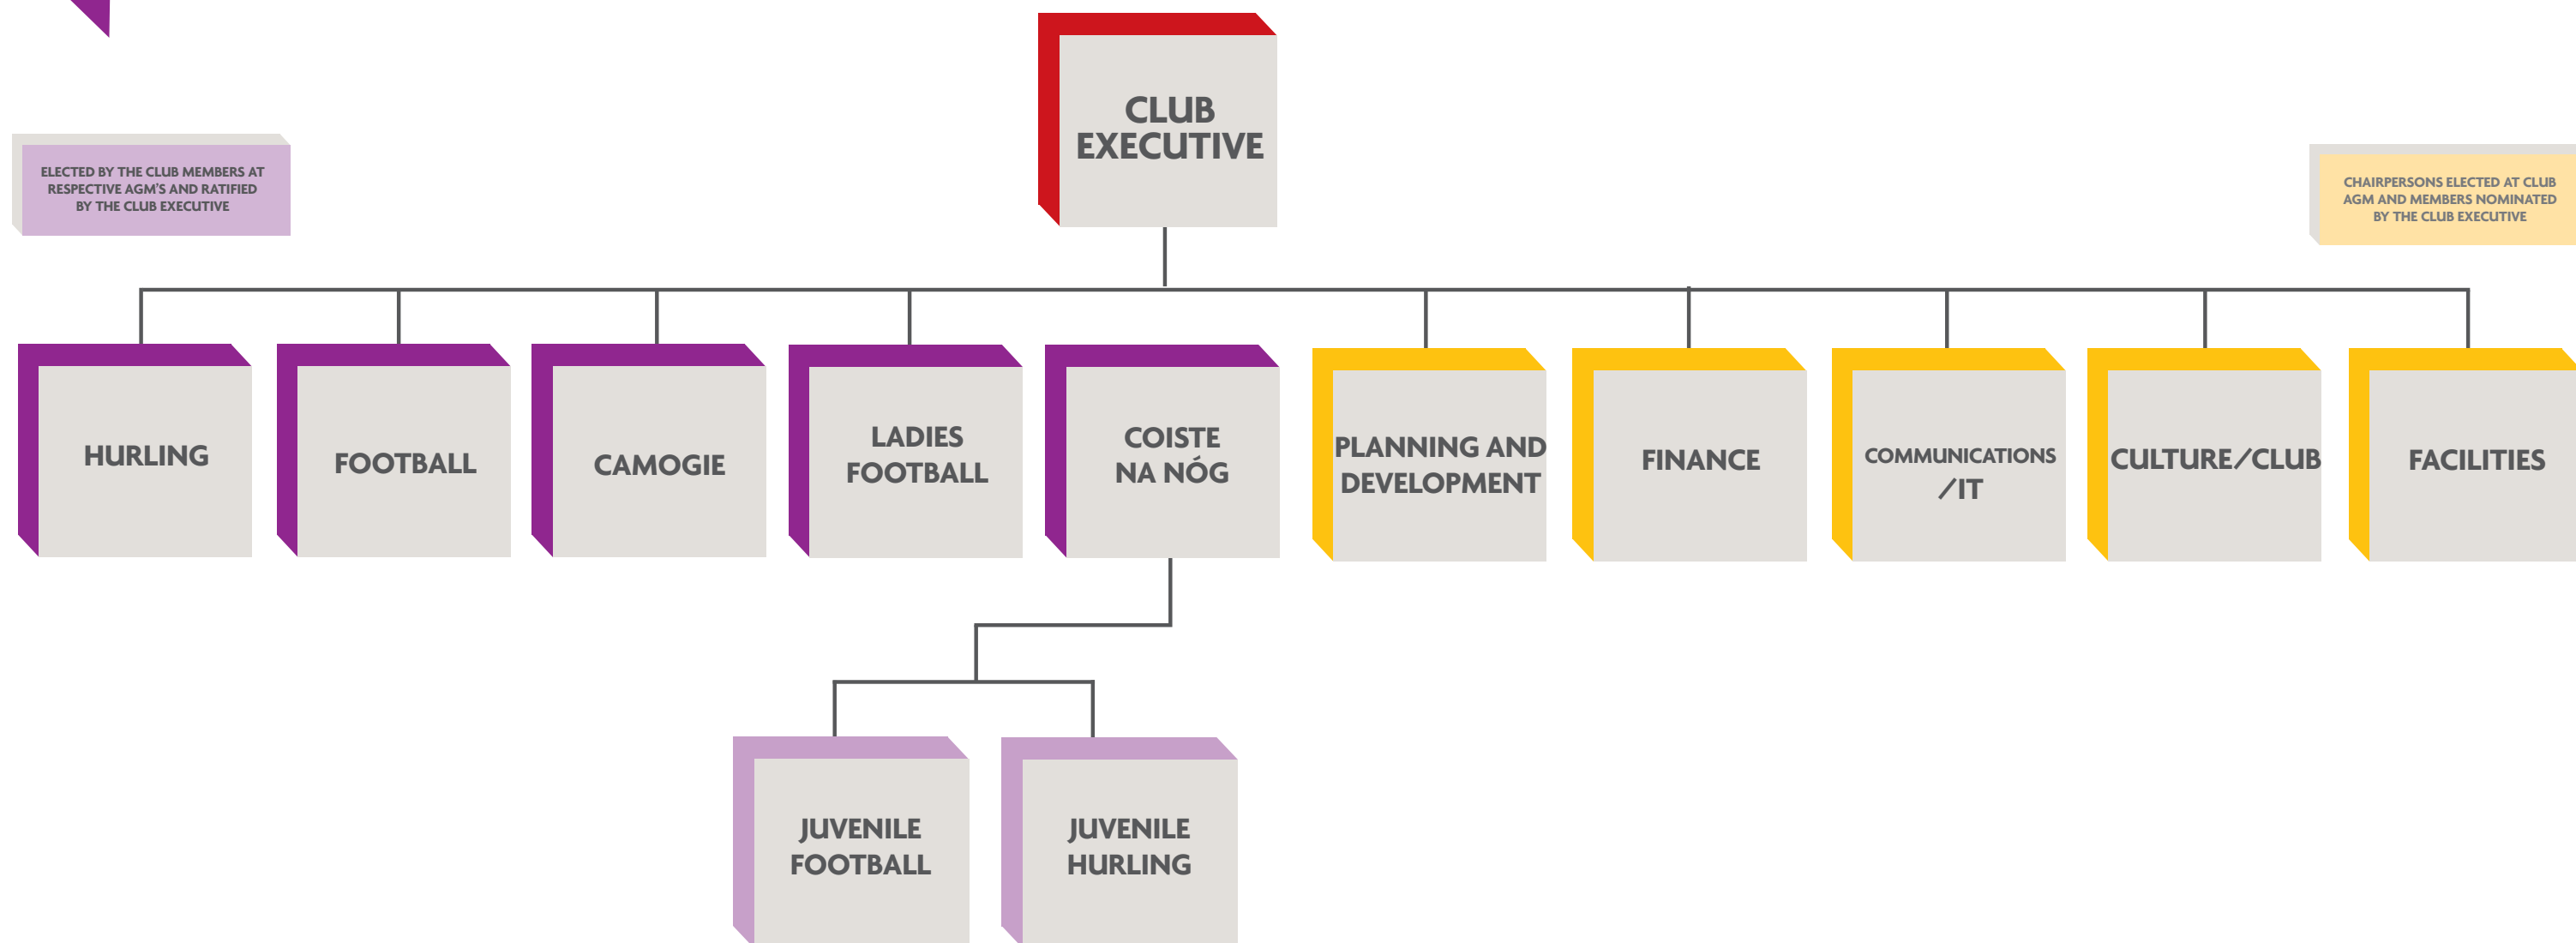 CLUB
EXECUTIVE
ELECTED BY THE CLUB MEMBERS AT
RESPECTIVE AGM'S AND RATIFIED
BY THE CLUB EXECUTIVE
CHAIRPERSONS ELECTED AT CLUB
AGM AND MEMBERS NOMINATED
BY THE CLUB EXECUTIVE
HURLING
FOOTBALL
CAMOGIE
LADIES
FOOTBALL
COISTE
NA NÓG
PLANNING AND
DEVELOPMENT
FINANCE
COMMUNICATIONS
/IT
CULTURE/CLUB
FACILITIES
JUVENILE
FOOTBALL
JUVENILE
HURLING